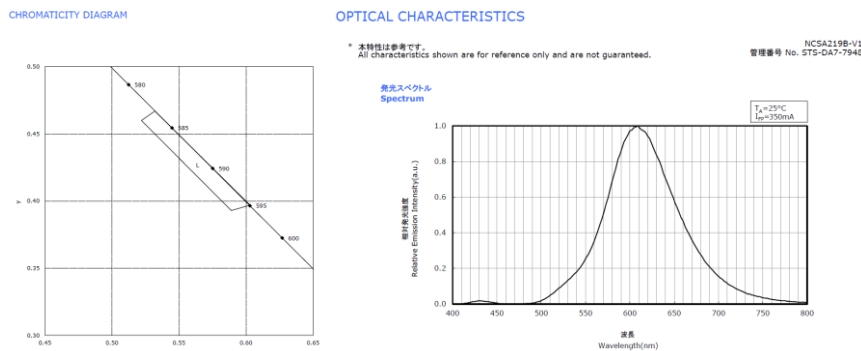 CHROMATICITY DIAGRAM
OPTICAL CHARACTERISTICS
* 本特性は参考です。
All characteristics shown are for reference only and are not guaranteed.
NCSA219B-V1
管理番号 No. STS-DA7-7948
発光スペクトル
Spectrum
T_A=25°C
I_FP=350mA
0.50
0.45
0.40
0.35
0.30
y
0.45
0.50
0.55
0.60
0.65
580
585
590
L
595
600
1.0
0.8
0.6
0.4
0.2
0.0
相対発光強度
Relative Emission Intensity(a.u.)
400
450
500
550
600
650
700
750
800
波長
Wavelength(nm)